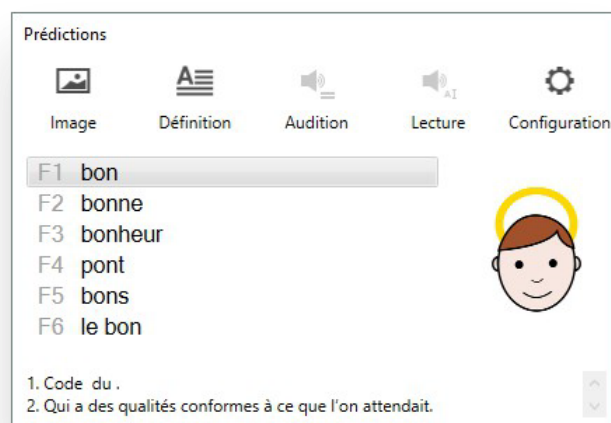 Prédictions
Image Définition Audition Lecture Configuration
F1 bon
F2 bonne
F3 bonheur
F4 pont
F5 bons
F6 le bon
1. Code du .
2. Qui a des qualités conformes à ce que l'on attendait.